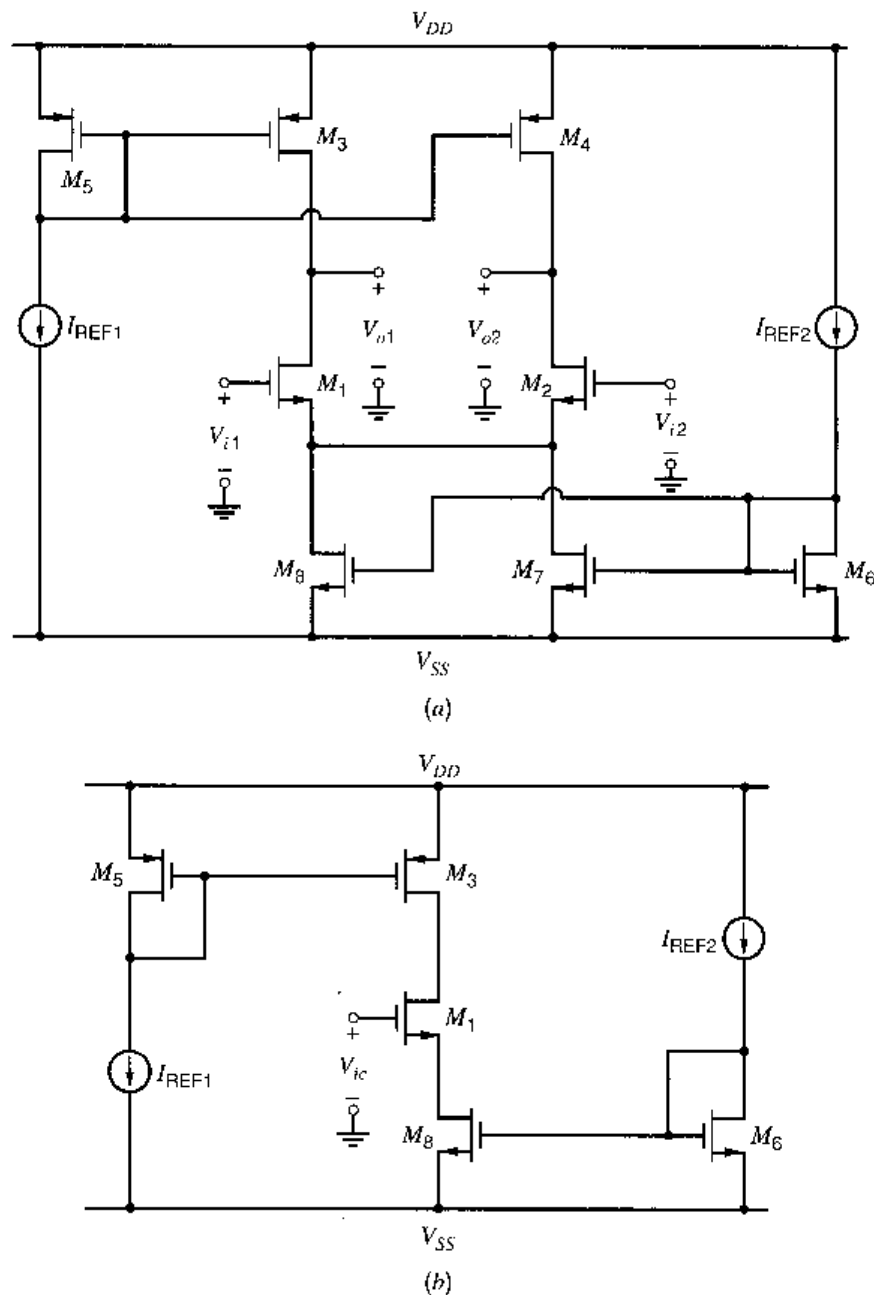 V_DD
M_3
M_4
M_5
I_REF1
V_o1
V_o2
I_REF2
+
+
M_1
M_2
V_i1
+
−
−
−
V_i2
+
−
M_8
M_7
M_6
V_SS
(a)
V_DD
M_5
M_3
I_REF2
M_1
V_ic
+
−
I_REF1
M_8
M_6
V_SS
(b)